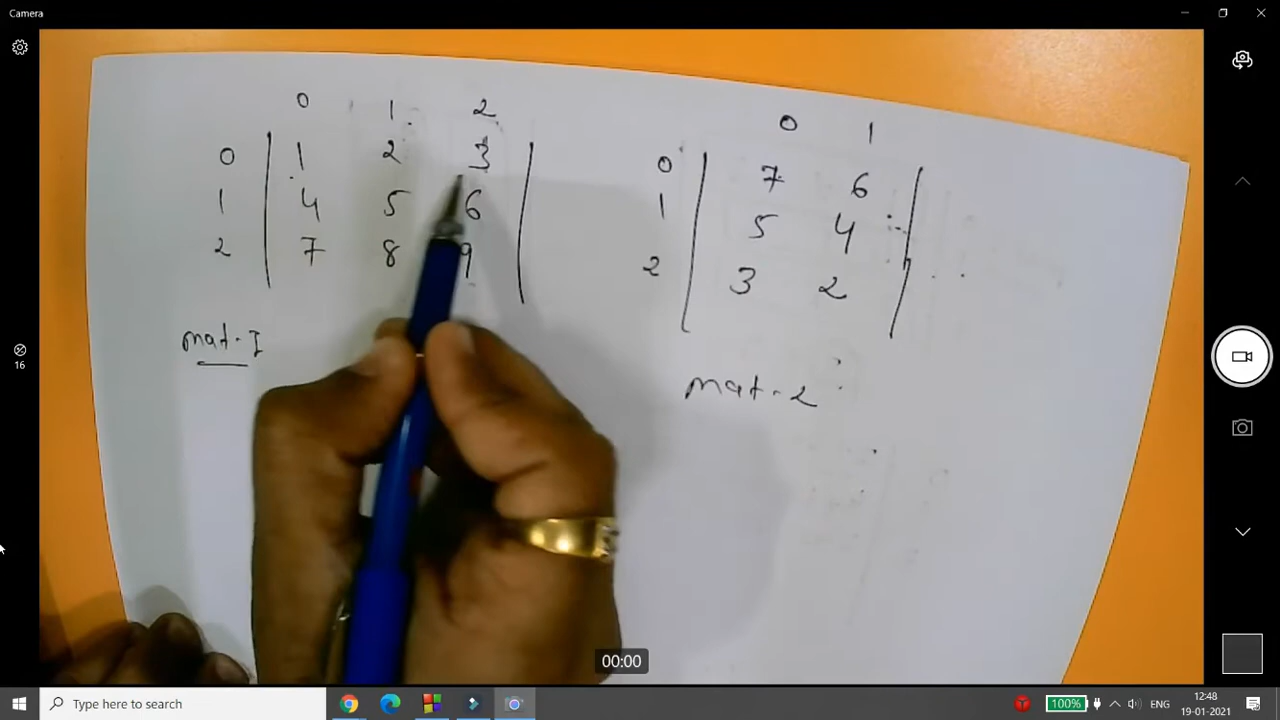 Camera
0 1 2
0 1 2 3
1 4 5 6
2 7 8 9
mat-I
0 1
0 7 6
1 5 4
2 3 2
mat-2
16
00:00
Type here to search
100%
ENG
12:48
19-01-2021